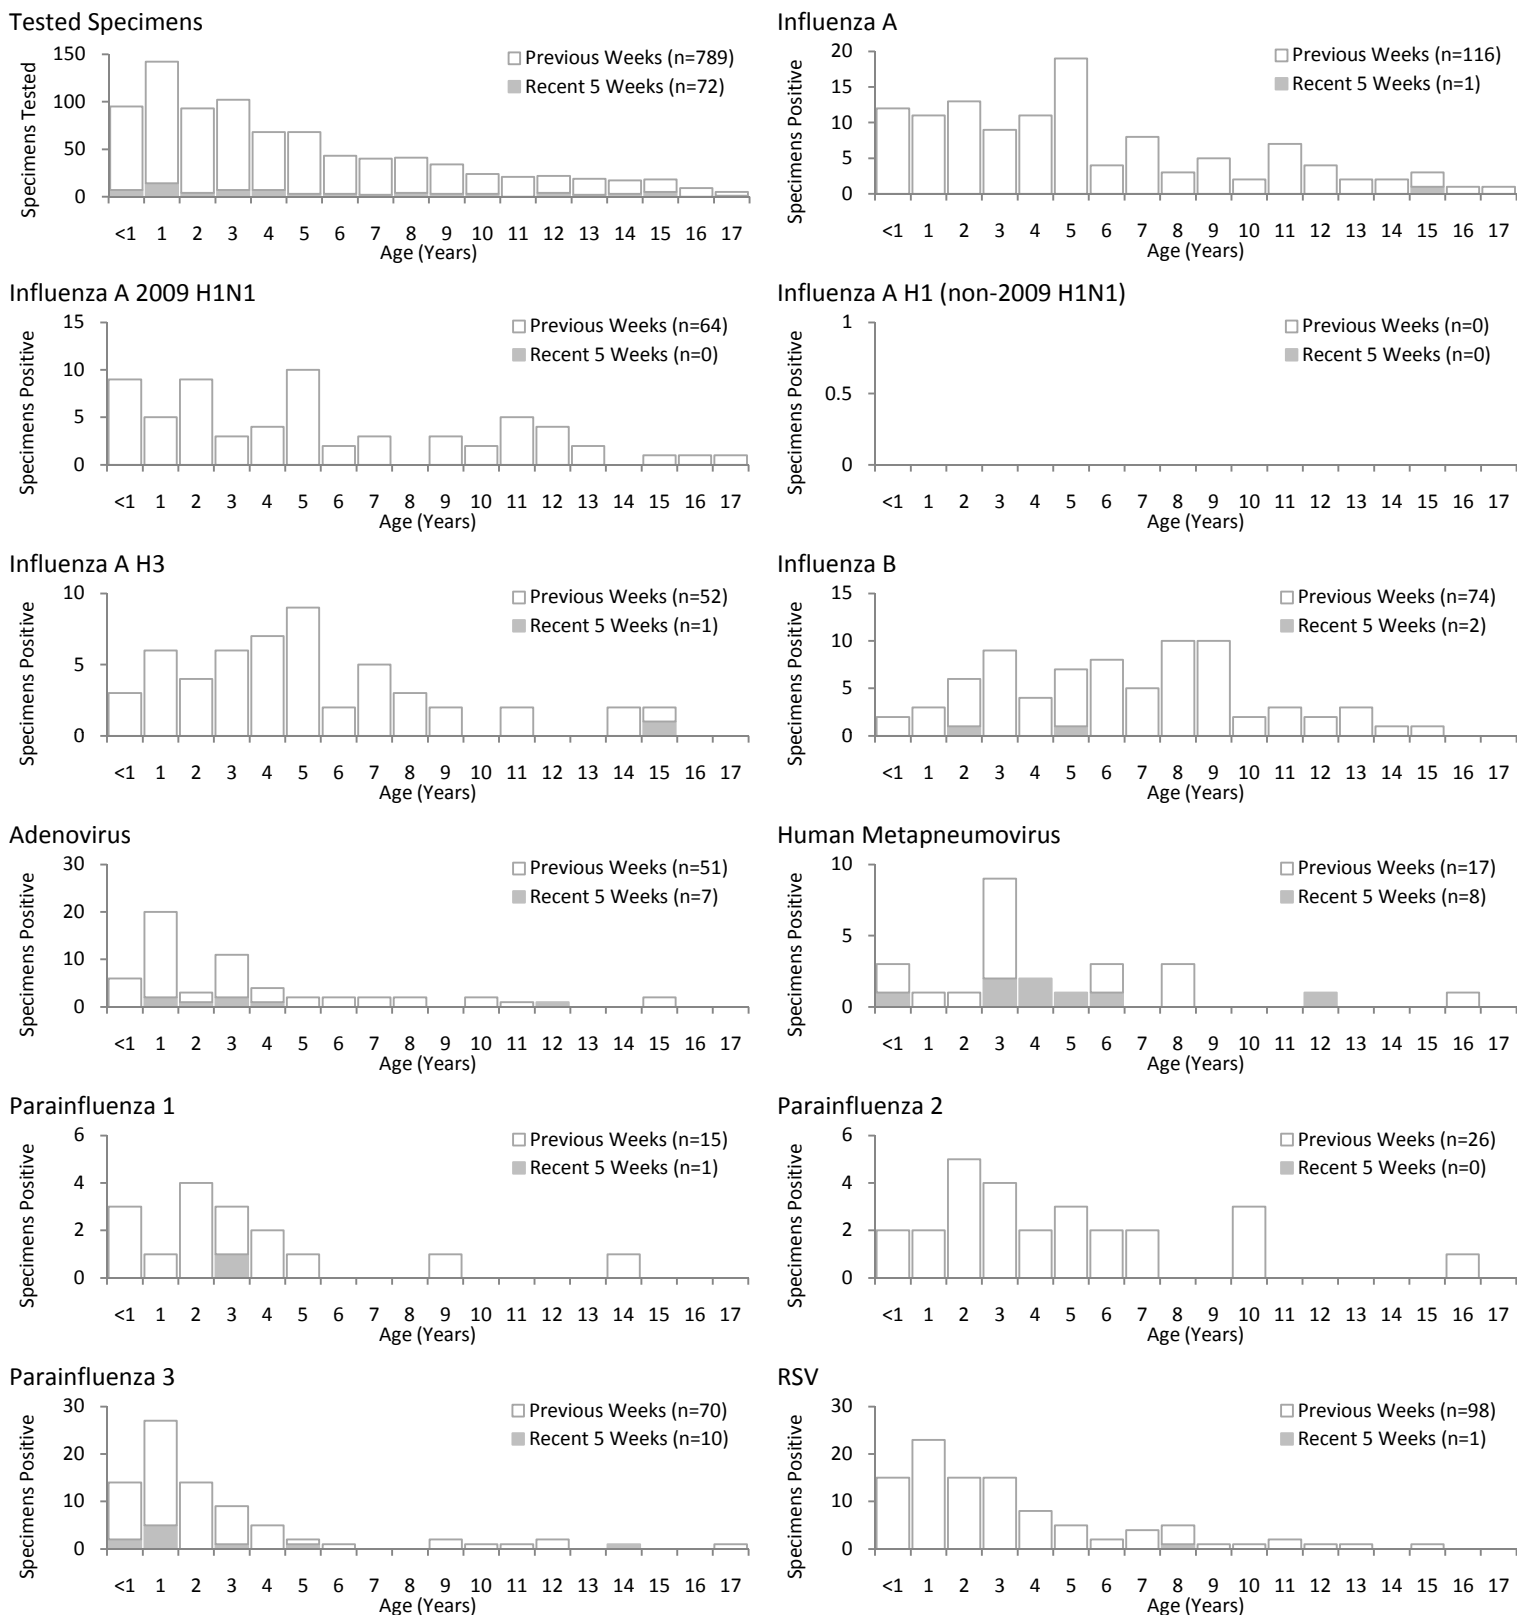 Tested Specimens
Specimens Tested
150
100
50
0
Previous Weeks (n=789)
Recent 5 Weeks (n=72)
<1 1 2 3 4 5 6 7 8 9 10 11 12 13 14 15 16 17
Age (Years)
Influenza A
Specimens Positive
20
15
10
5
0
Previous Weeks (n=116)
Recent 5 Weeks (n=1)
<1 1 2 3 4 5 6 7 8 9 10 11 12 13 14 15 16 17
Age (Years)
Influenza A 2009 H1N1
Specimens Positive
15
10
5
0
Previous Weeks (n=64)
Recent 5 Weeks (n=0)
<1 1 2 3 4 5 6 7 8 9 10 11 12 13 14 15 16 17
Age (Years)
Influenza A H1 (non-2009 H1N1)
Specimens Positive
1
0.5
0
Previous Weeks (n=0)
Recent 5 Weeks (n=0)
<1 1 2 3 4 5 6 7 8 9 10 11 12 13 14 15 16 17
Age (Years)
Influenza A H3
Specimens Positive
10
5
0
Previous Weeks (n=52)
Recent 5 Weeks (n=1)
<1 1 2 3 4 5 6 7 8 9 10 11 12 13 14 15 16 17
Age (Years)
Influenza B
Specimens Positive
15
10
5
0
Previous Weeks (n=74)
Recent 5 Weeks (n=2)
<1 1 2 3 4 5 6 7 8 9 10 11 12 13 14 15 16 17
Age (Years)
Adenovirus
Specimens Positive
30
20
10
0
Previous Weeks (n=51)
Recent 5 Weeks (n=7)
<1 1 2 3 4 5 6 7 8 9 10 11 12 13 14 15 16 17
Age (Years)
Human Metapneumovirus
Specimens Positive
10
5
0
Previous Weeks (n=17)
Recent 5 Weeks (n=8)
<1 1 2 3 4 5 6 7 8 9 10 11 12 13 14 15 16 17
Age (Years)
Parainfluenza 1
Specimens Positive
6
4
2
0
Previous Weeks (n=15)
Recent 5 Weeks (n=1)
<1 1 2 3 4 5 6 7 8 9 10 11 12 13 14 15 16 17
Age (Years)
Parainfluenza 2
Specimens Positive
6
4
2
0
Previous Weeks (n=26)
Recent 5 Weeks (n=0)
<1 1 2 3 4 5 6 7 8 9 10 11 12 13 14 15 16 17
Age (Years)
Parainfluenza 3
Specimens Positive
30
20
10
0
Previous Weeks (n=70)
Recent 5 Weeks (n=10)
<1 1 2 3 4 5 6 7 8 9 10 11 12 13 14 15 16 17
Age (Years)
RSV
Specimens Positive
30
20
10
0
Previous Weeks (n=98)
Recent 5 Weeks (n=1)
<1 1 2 3 4 5 6 7 8 9 10 11 12 13 14 15 16 17
Age (Years)